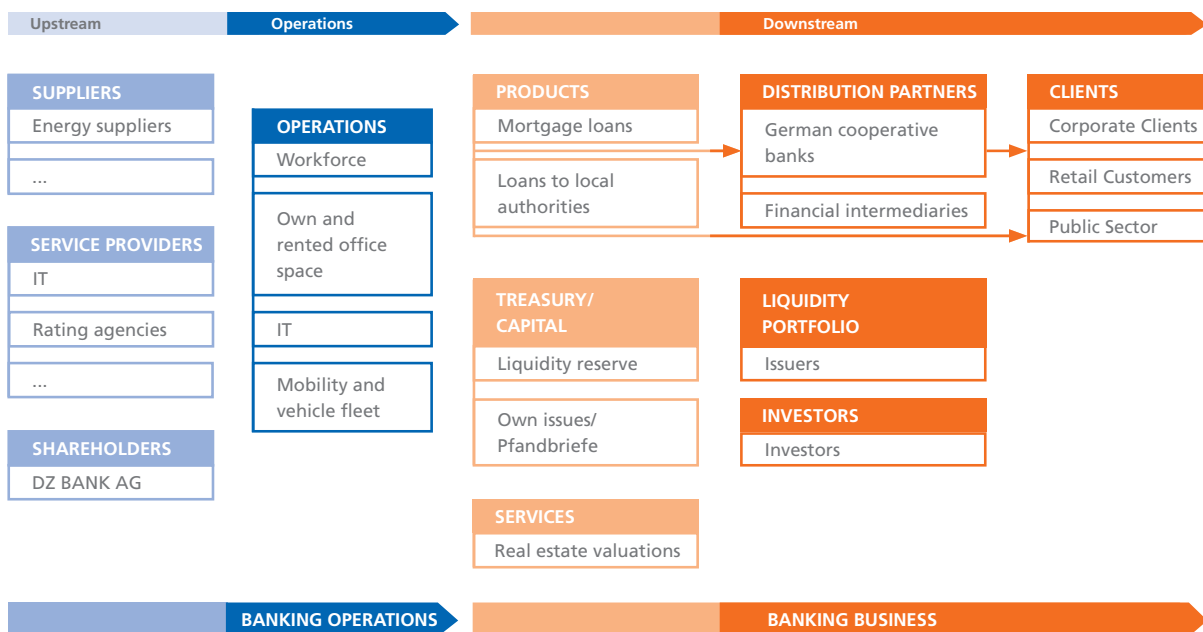 Upstream
Operations
Downstream
SUPPLIERS
Energy suppliers
...
SERVICE PROVIDERS
IT
Rating agencies
...
SHAREHOLDERS
DZ BANK AG
OPERATIONS
Workforce
Own and
rented office
space
IT
Mobility and
vehicle fleet
PRODUCTS
Mortgage loans
Loans to local
authorities
TREASURY/
CAPITAL
Liquidity reserve
Own issues/
Pfandbriefe
SERVICES
Real estate valuations
DISTRIBUTION PARTNERS
German cooperative
banks
Financial intermediaries
LIQUIDITY
PORTFOLIO
Issuers
INVESTORS
Investors
CLIENTS
Corporate Clients
Retail Customers
Public Sector
BANKING OPERATIONS
BANKING BUSINESS